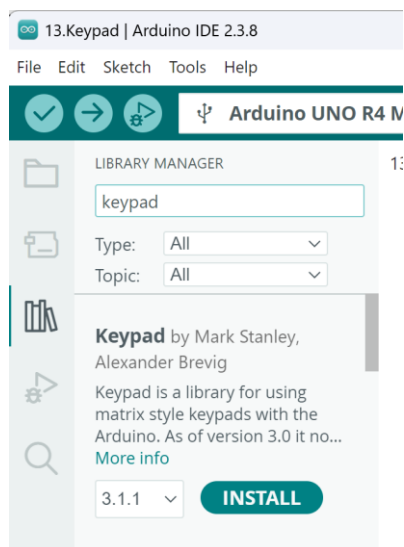 13.Keypad | Arduino IDE 2.3.8
File Edit Sketch Tools Help
Arduino UNO R4 M
LIBRARY MANAGER
13
keypad
Type: All
Topic: All
Keypad by Mark Stanley,
Alexander Brevig
Keypad is a library for using
matrix style keypads with the
Arduino. As of version 3.0 it no...
More info
3.1.1 INSTALL